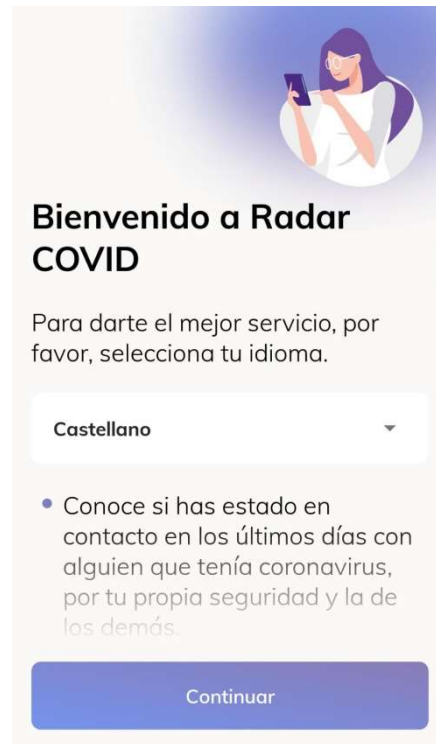 Bienvenido a Radar
COVID
Para darte el mejor servicio, por
favor, selecciona tu idioma.
Castellano
Conoce si has estado en
contacto en los últimos días con
alguien que tenía coronavirus,
por tu propia seguridad y la de
los demás.
Continuar